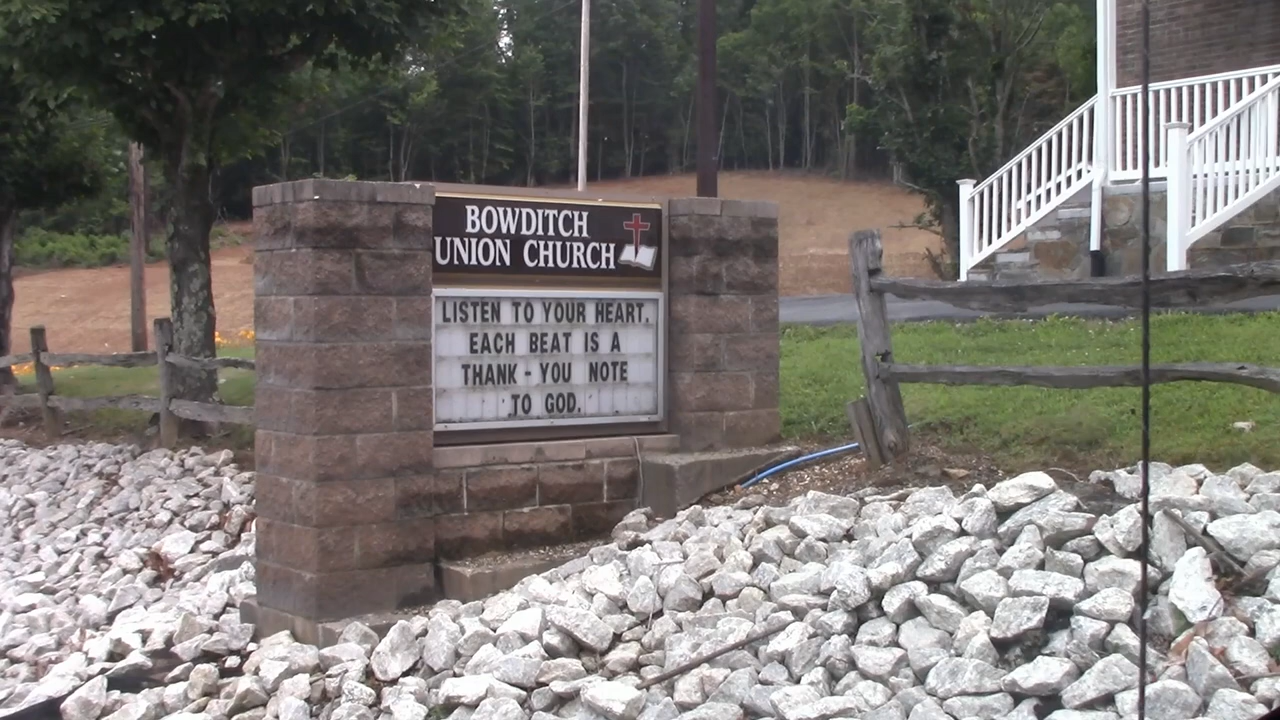 BOWDITCH
UNION CHURCH
LISTEN TO YOUR HEART.
EACH BEAT IS A
THANK-YOU NOTE
TO GOD.